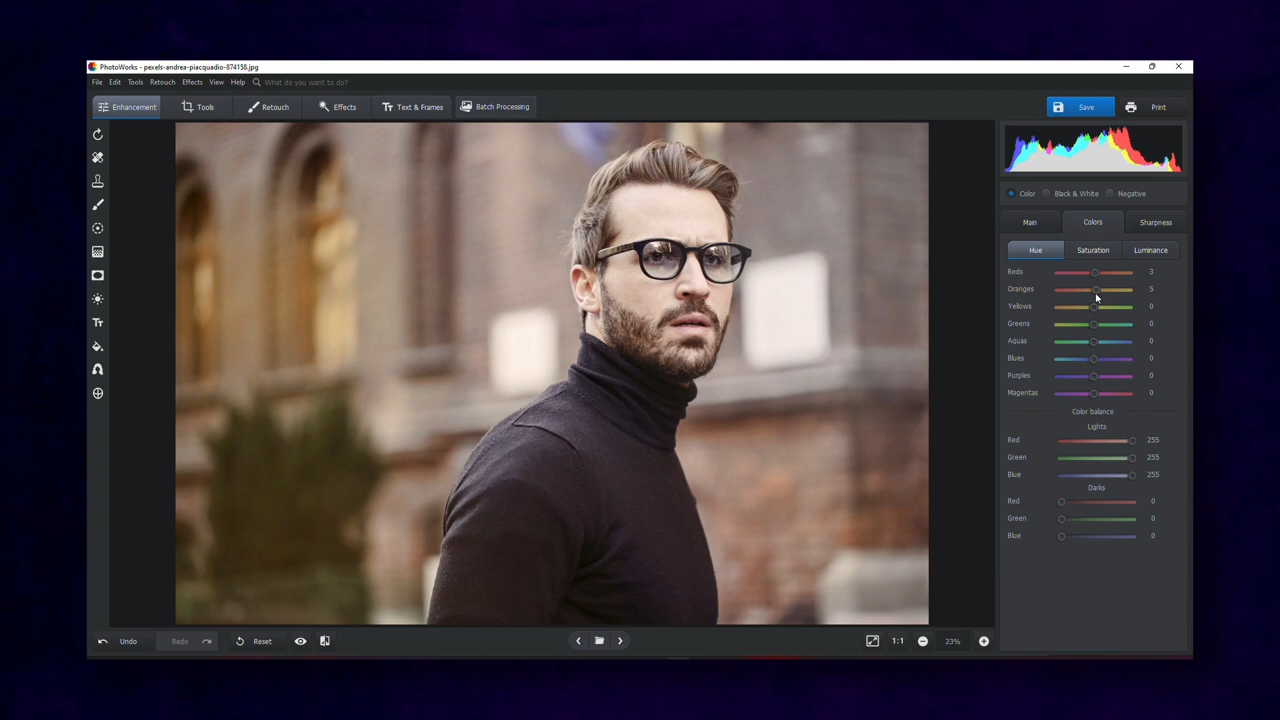 PhotoWorks - pexels-andrea-piacquadio-874158.jpg
File Edit Tools Retouch Effects View Help What do you want to do?
Enhancement Tools Retouch Effects Text & Frames Batch Processing Save Print
Color Black & White Negative
Main Colors Sharpness
Hue Saturation Luminance
Reds 3
Oranges 5
Yellows 0
Greens 0
Aquas 0
Blues 0
Purples 0
Magentas 0
Color balance
Lights
Red 255
Green 255
Blue 255
Darks
Red 0
Green 0
Blue 0
Undo Redo Reset 1:1 23%